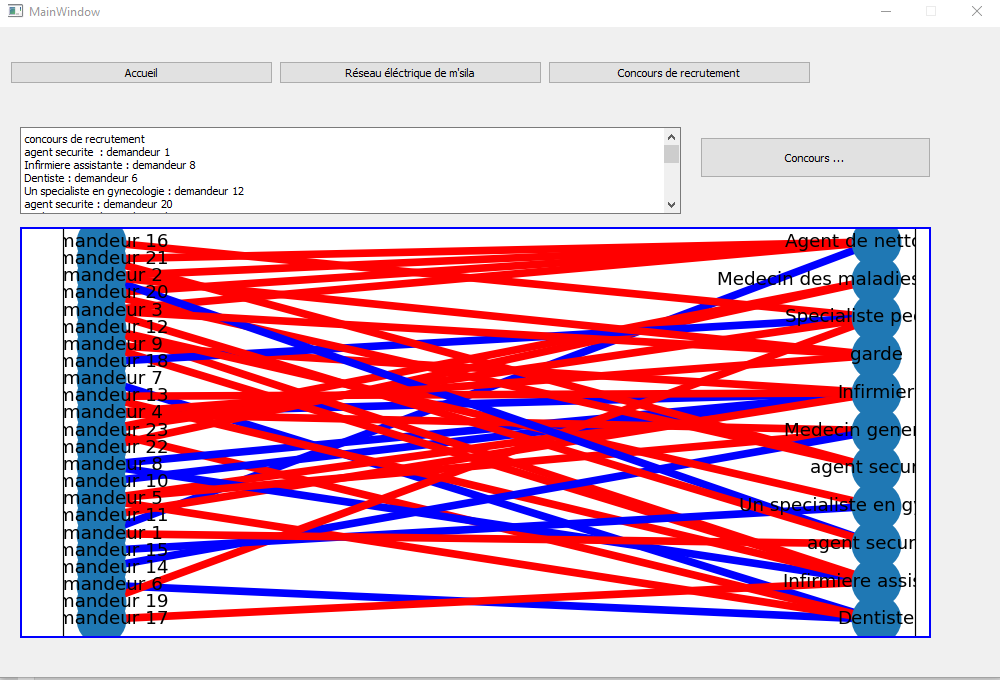 MainWindow
Accueil
Réseau éléctrique de m'sila
Concours de recrutement
concours de recrutement
agent securite : demandeur 1
Infirmiere assistante : demandeur 8
Dentiste : demandeur 6
Un specialiste en gynecologie : demandeur 12
agent securite : demandeur 20
Concours ...
mandeur 16
mandeur 21
mandeur 2
mandeur 20
mandeur 3
mandeur 12
mandeur 9
mandeur 18
mandeur 7
mandeur 13
mandeur 4
mandeur 23
mandeur 22
mandeur 8
mandeur 10
mandeur 5
mandeur 11
mandeur 1
mandeur 15
mandeur 14
mandeur 6
mandeur 19
mandeur 17
Agent de netto
Medecin des maladies
Specialiste pe
garde
Infirmier
Medecin gener
agent secur
Un specialiste en gy
agent secur
Infirmiere assis
Dentiste